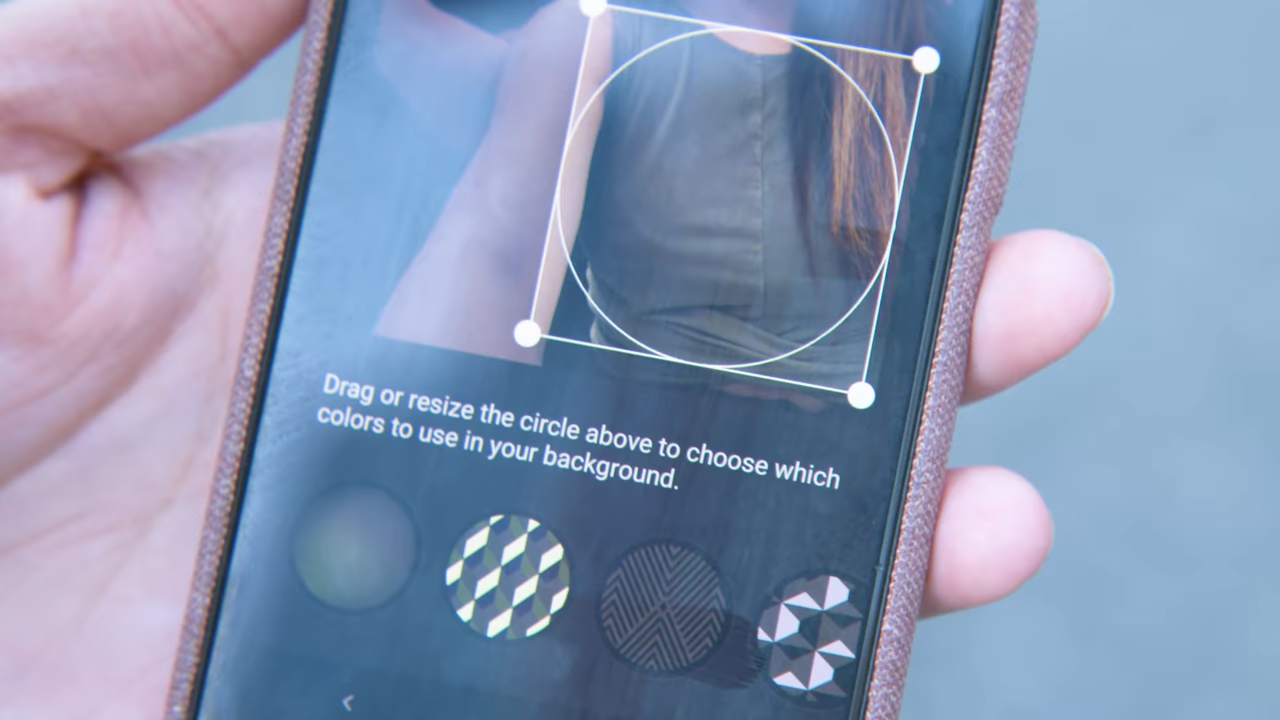 Drag or resize the circle above to choose which
colors to use in your background.